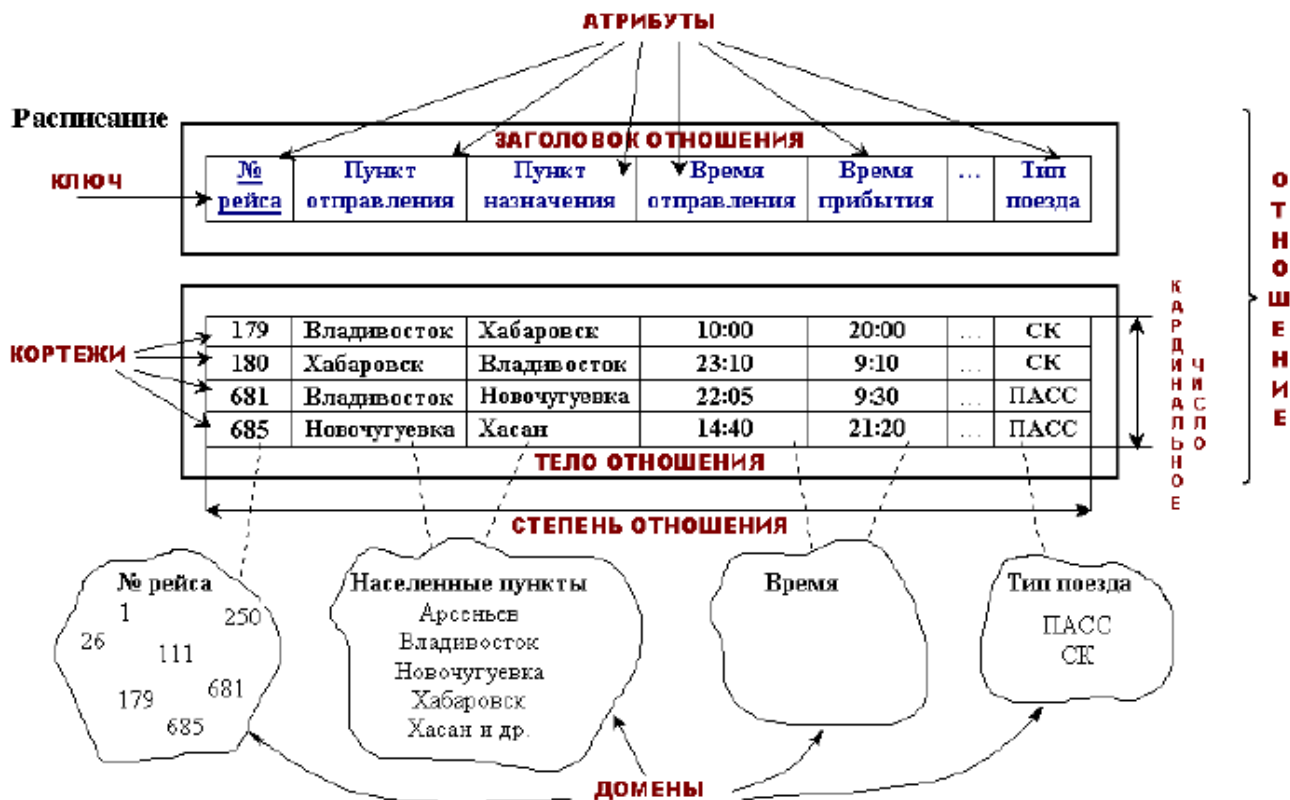 АТРИБУТЫ
Расписание
ЗАГОЛОВОК ОТНОШЕНИЯ
КЛЮЧ
№ рейса
Пункт отправления
Пункт назначения
Время отправления
Время прибытия
...
Тип поезда
ОТНОШЕНИЕ
КОРТЕЖИ
179 Владивосток Хабаровск 10:00 20:00 ... СК
180 Хабаровск Владивосток 23:10 9:10 ... СК
681 Владивосток Новочугуевка 22:05 9:30 ... ПАСС
685 Новочугуевка Хасан 14:40 21:20 ... ПАСС
КАРДИНАЛЬНОЕ
ЧИСЛО
ТЕЛО ОТНОШЕНИЯ
СТЕПЕНЬ ОТНОШЕНИЯ
№ рейса
1
250
26
111
179
681
685
Населенные пункты
Арсеньев
Владивосток
Новочугуевка
Хабаровск
Хасан и др.
Время
Тип поезда
ПАСС
СК
ДОМЕНЫ